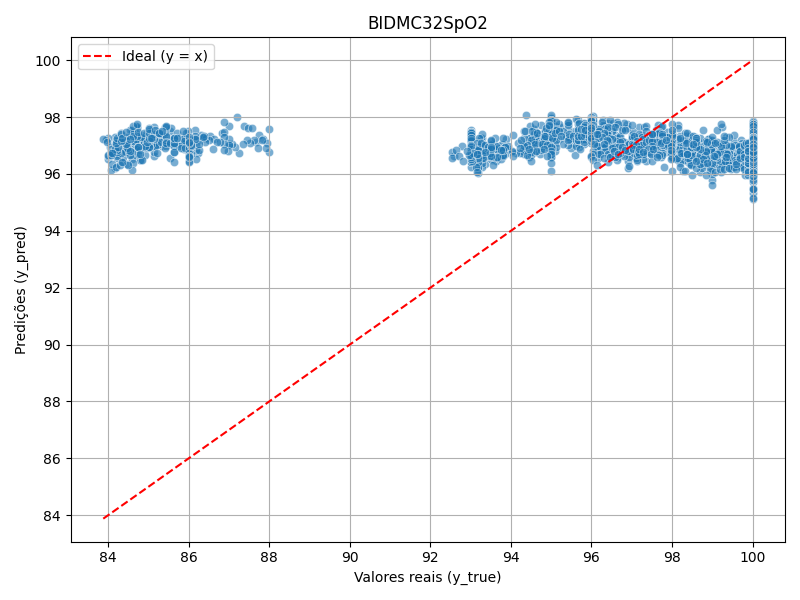 BIDMC32SpO2
Ideal (y = x)
Predições (y_pred)
100
98
96
94
92
90
88
86
84
84 86 88 90 92 94 96 98 100
Valores reais (y_true)